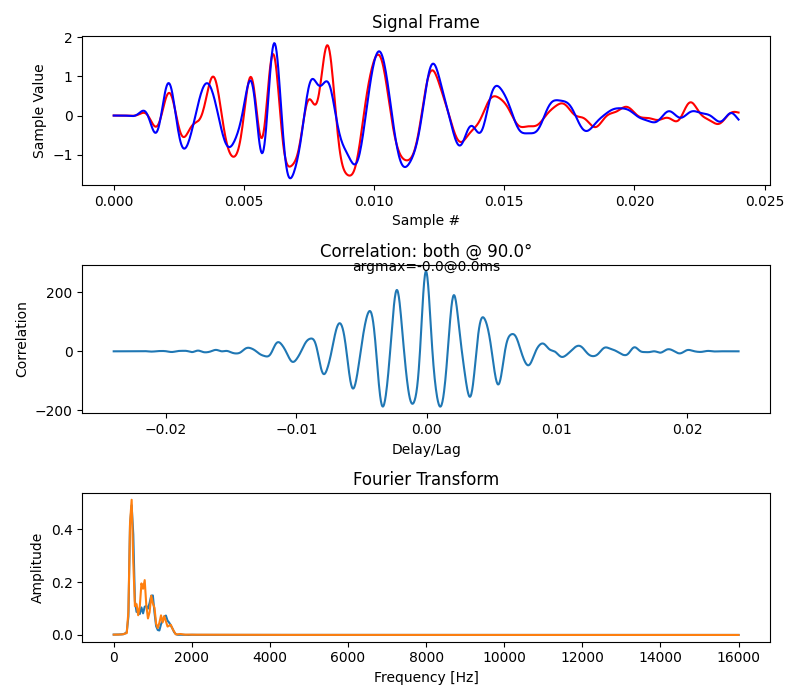 Signal Frame
2
1
0
−1
Sample Value
0.000 0.005 0.010 0.015 0.020 0.025
Sample #
Correlation: both @ 90.0°
argmax=-0.0@0.0ms
200
0
−200
Correlation
−0.02 −0.01 0.00 0.01 0.02
Delay/Lag
Fourier Transform
0.4
0.2
0.0
Amplitude
0 2000 4000 6000 8000 10000 12000 14000 16000
Frequency [Hz]